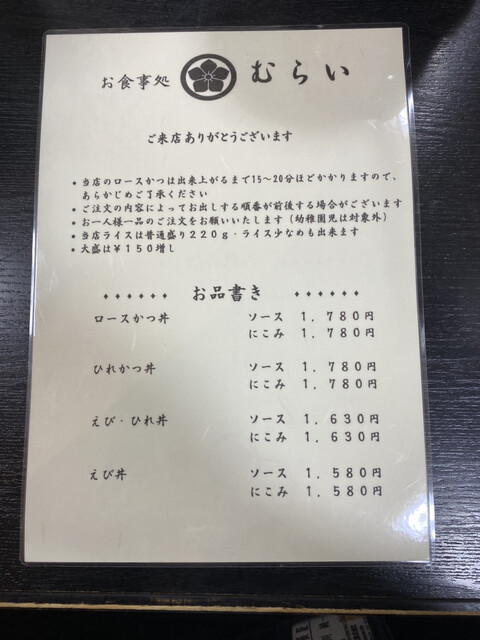 お食事処 むらい
ご来店ありがとうございます
• 当店のロースかつは出来上がるまで15〜20分ほどかかりますので、
あらかじめご了承ください
• ご注文の内容によってお出しする順番が前後する場合がございます
• お一人様一品のご注文をお願いいたします(幼稚園児は対象外)
• 当店ライスは普通盛り220g・ライス少なめも出来ます
• 大盛は¥150増し
♦♦♦♦♦♦ お品書き ♦♦♦♦♦♦
ロースかつ丼 ソース 1,780円
にこみ 1,780円
ひれかつ丼 ソース 1,780円
にこみ 1,780円
えび・ひれ丼 ソース 1,630円
にこみ 1,630円
えび丼 ソース 1,580円
にこみ 1,580円